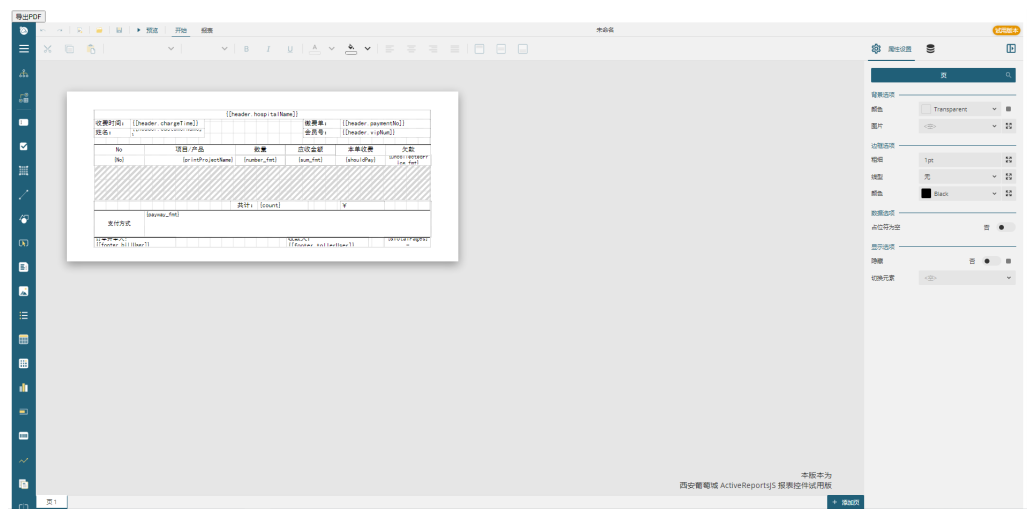 导出PDF
预览 开始 报表 未命名 试用版本
B I U A
属性设置
页
背景选项
颜色 Transparent
图片 <空>
边框选项
粗细 1pt
线型 无
颜色 Black
数据选项
占位符为空 否
显示选项
隐藏 否
切换元素 <空>
{{header.hospitalName}}
收费时间: {{header.chargeTime}} 缴费单: {{header.paymentNo}}
姓名: 会员号: {{header.vipNum}}
No 项目/产品 数量 应收金额 本单收费 欠款
{No} {printProjectName} {number_fmt} {sum_fmt} {shouldPay}
共计: {count} ¥
支付方式 {payway_fmt}
本版本为
西安葡萄城 ActiveReportsJS 报表控件试用版
页 1 + 添加页